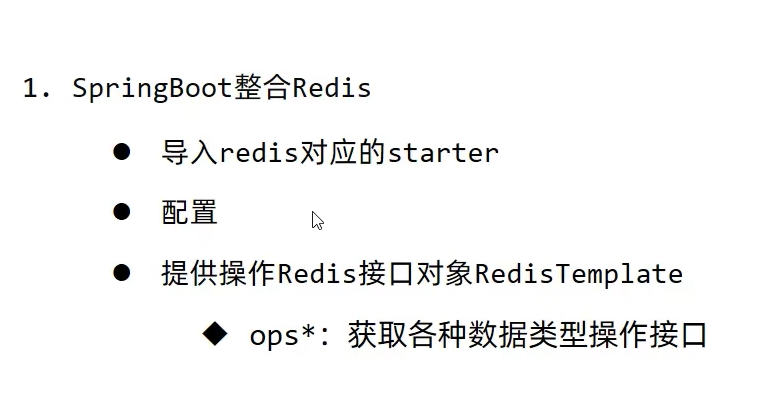 1. SpringBoot整合Redis
● 导入redis对应的starter
● 配置
● 提供操作Redis接口对象RedisTemplate
◆ ops*：获取各种数据类型操作接口